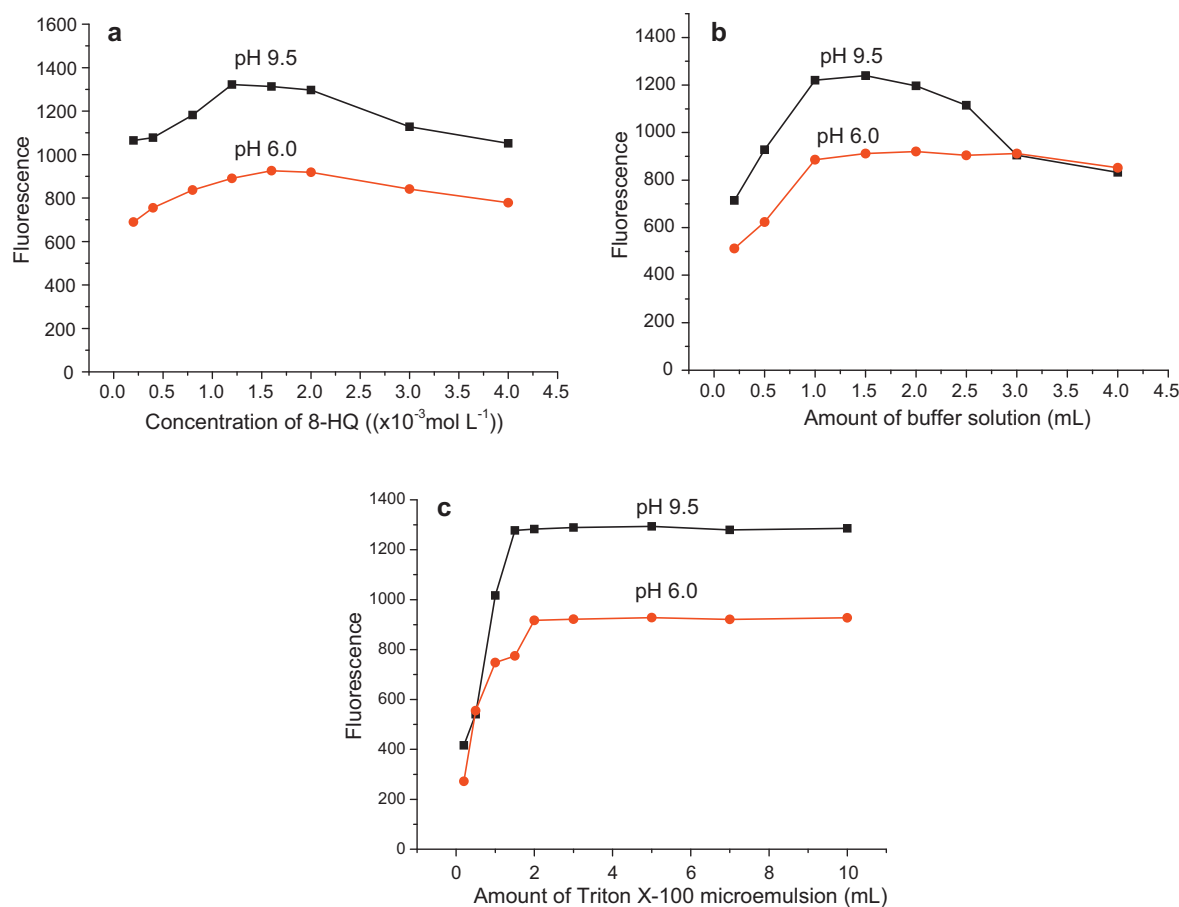 a
pH 9.5
pH 6.0
Fluorescence
1600
1400
1200
1000
800
600
400
200
0
0.0 0.5 1.0 1.5 2.0 2.5 3.0 3.5 4.0 4.5
Concentration of 8-HQ ((x10⁻³mol L⁻¹))
b
pH 9.5
pH 6.0
Fluorescence
1400
1200
1000
800
600
400
200
0
0.0 0.5 1.0 1.5 2.0 2.5 3.0 3.5 4.0 4.5
Amount of buffer solution (mL)
c
pH 9.5
pH 6.0
Fluorescence
1400
1200
1000
800
600
400
200
0
0 2 4 6 8 10
Amount of Triton X-100 microemulsion (mL)